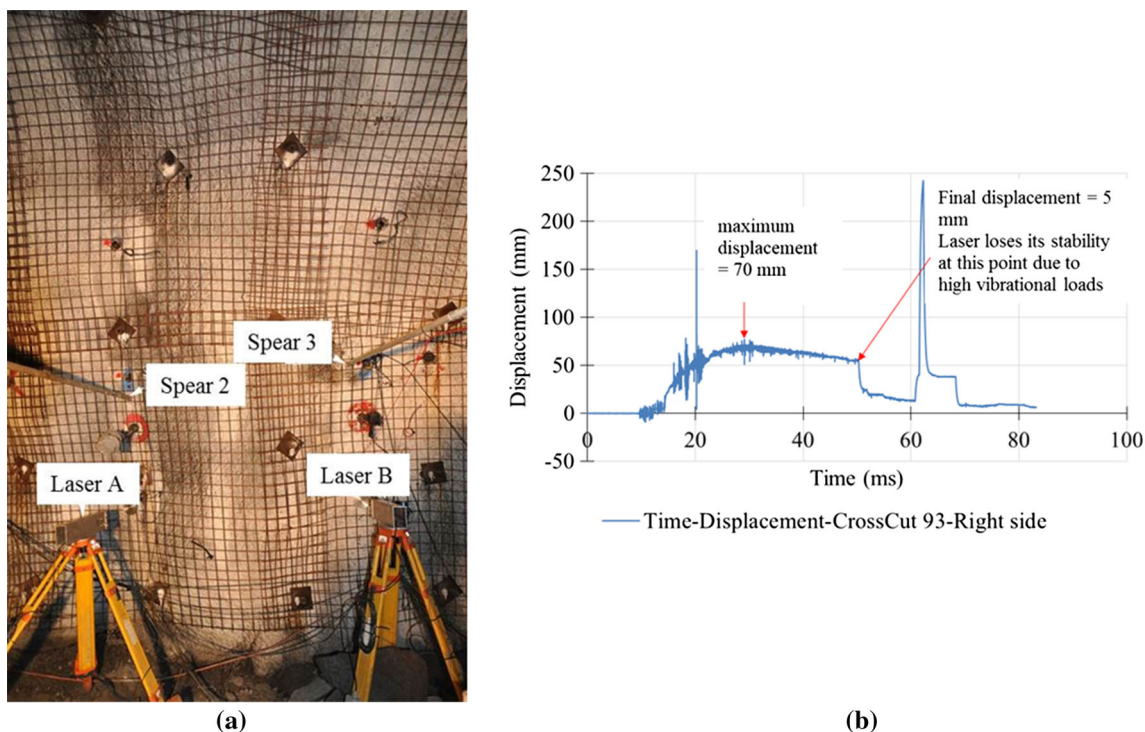 Spear 3
Spear 2
Laser A
Laser B
(a)
Displacement (mm)
250
200
150
100
50
0
-50
0
20
40
60
80
100
Time (ms)
maximum
displacement
= 70 mm
Final displacement = 5
mm
Laser loses its stability
at this point due to
high vibrational loads
Time-Displacement-CrossCut 93-Right side
(b)